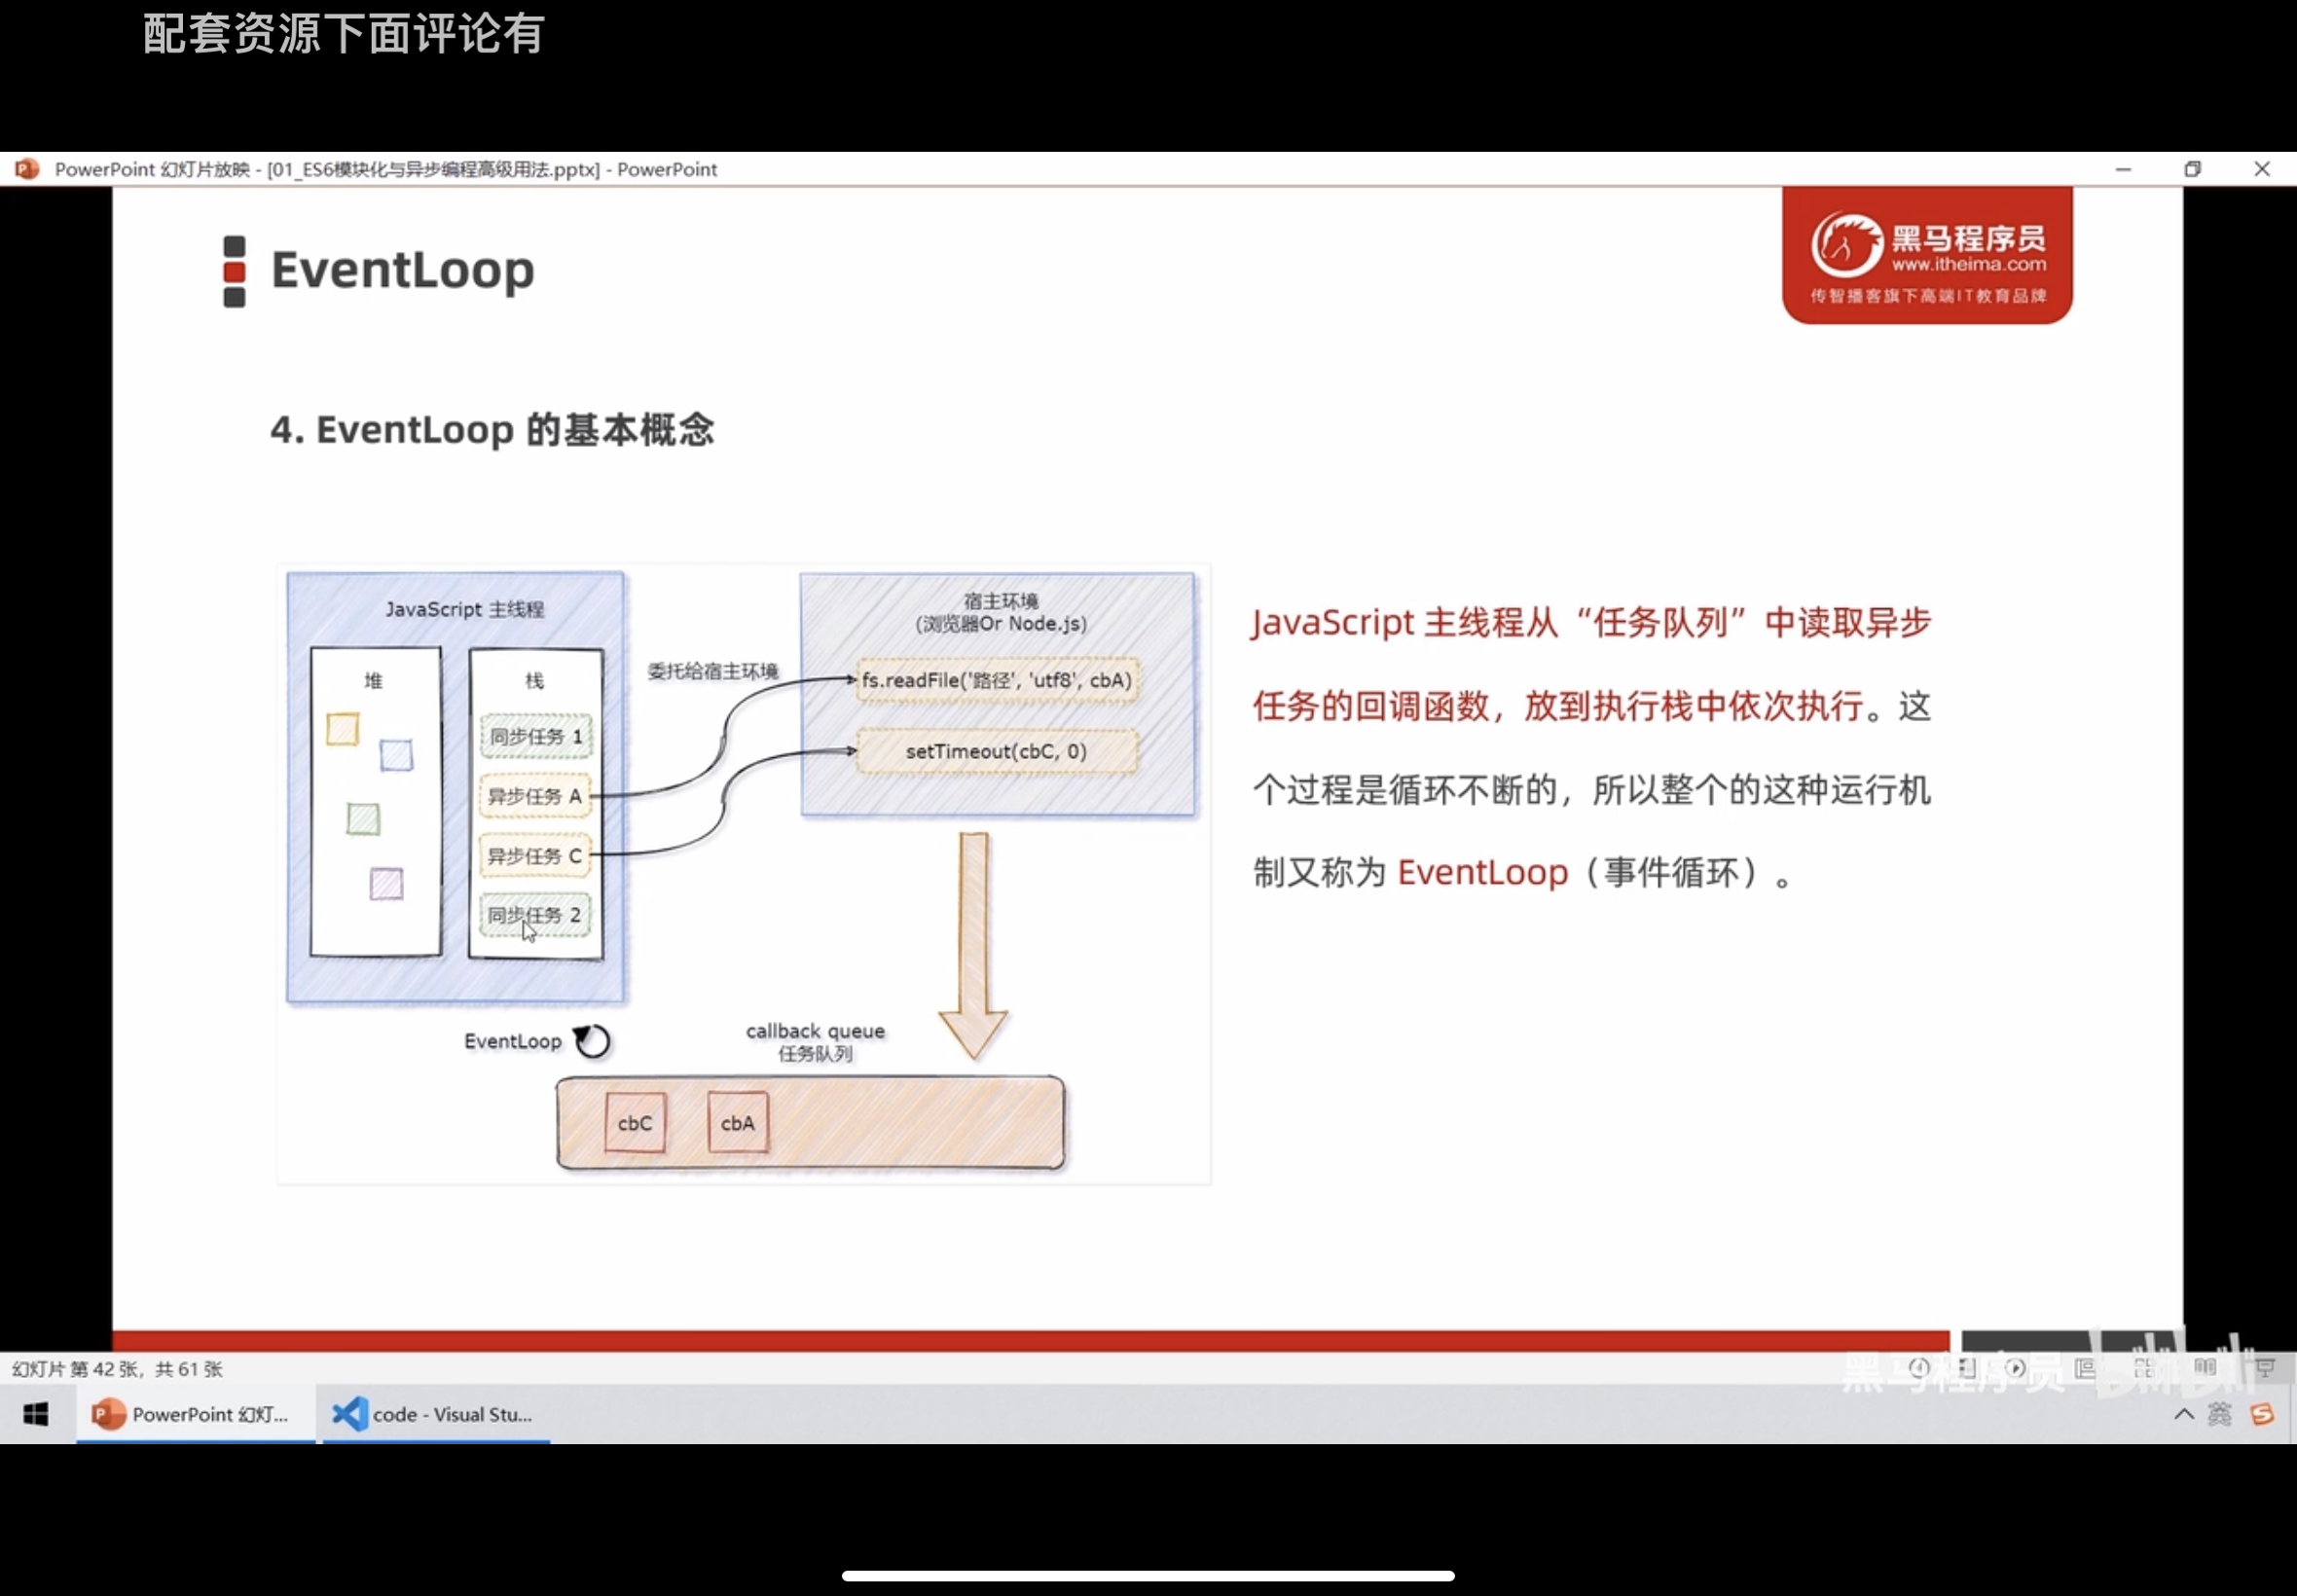 配套资源下面评论有
PowerPoint 幻灯片放映 - [01_ES6模块化与异步编程高级用法.pptx] - PowerPoint
黑马程序员
www.itheima.com
传智播客旗下高端IT教育品牌
EventLoop
4. EventLoop 的基本概念
JavaScript 主线程
堆
栈
同步任务 1
异步任务 A
异步任务 C
同步任务 2
委托给宿主环境
宿主环境
(浏览器Or Node.js)
fs.readFile('路径', 'utf8', cbA)
setTimeout(cbC, 0)
EventLoop
callback queue
任务队列
cbC
cbA
JavaScript 主线程从“任务队列”中读取异步
任务的回调函数，放到执行栈中依次执行。这
个过程是循环不断的，所以整个的这种运行机
制又称为 EventLoop（事件循环）。
幻灯片 第 42 张，共 61 张
黑马程序员
bilibili
PowerPoint 幻灯...
code - Visual Stu...
英